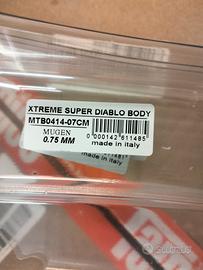 XTREME SUPER DIABLO BODY
MTB0414-07CM
MUGEN
0.75 MM
0 000142 611485
made in italy
made in italy
subito